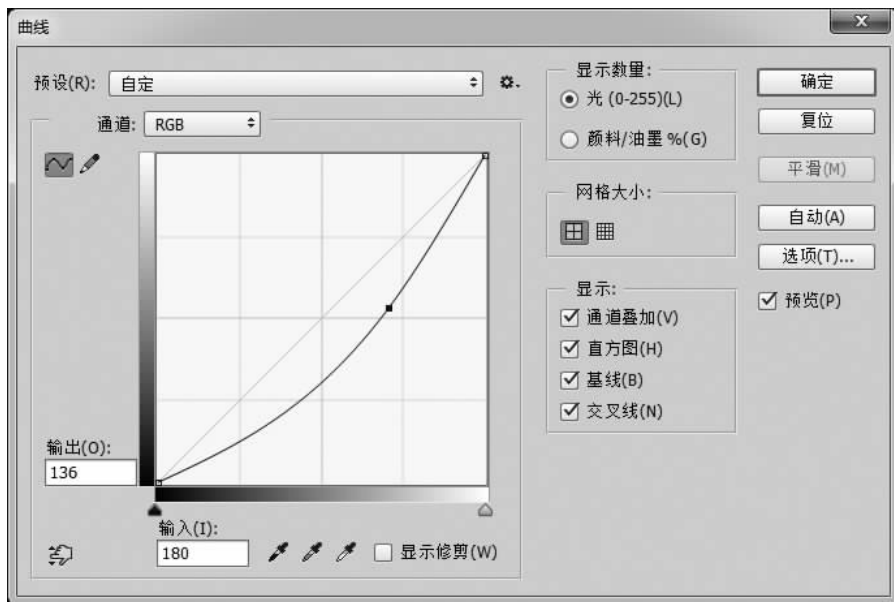 曲线
预设(R): 自定
通道: RGB
输出(O):
136
输入(I):
180
显示修剪(W)
显示数量:
光 (0-255)(L)
颜料/油墨 %(G)
网格大小:
显示:
通道叠加(V)
直方图(H)
基线(B)
交叉线(N)
确定
复位
平滑(M)
自动(A)
选项(T)...
预览(P)